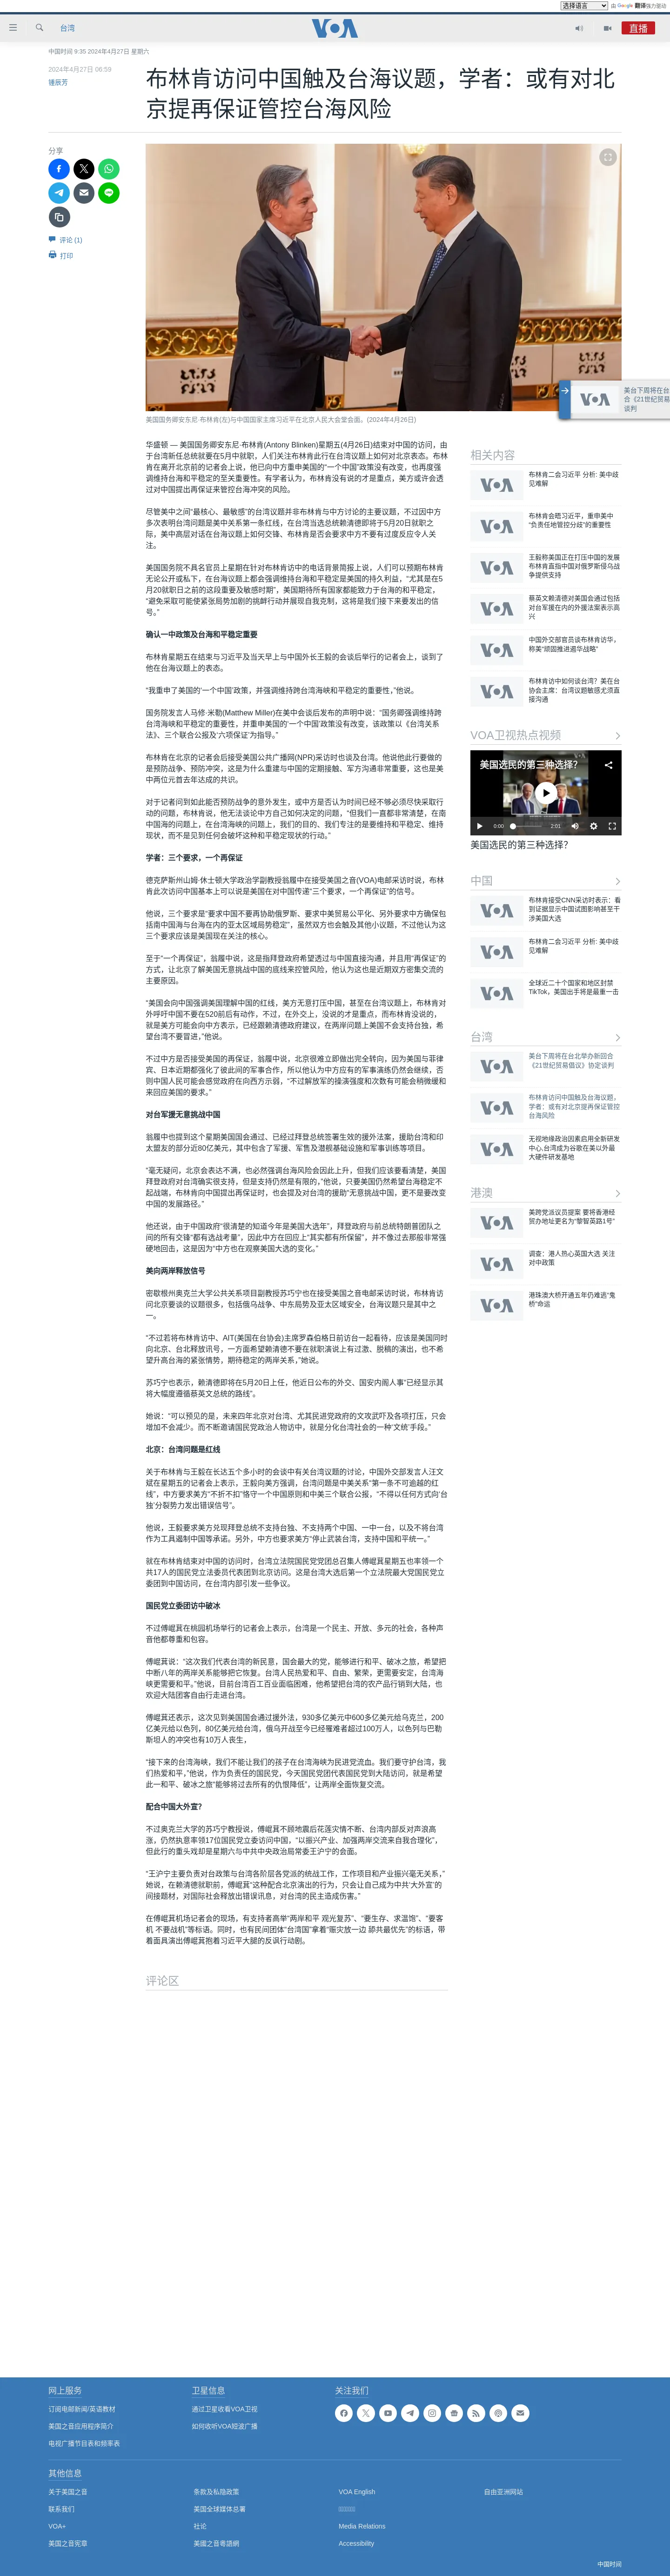 选择语言
由 Google 翻译强力驱动
台湾
VOA
直播
中国时间 9:35 2024年4月27日 星期六
2024年4月27日 06:59
锺辰芳
布林肯访问中国触及台海议题，学者：或有对北京提再保证管控台海风险
分享
评论 (1)
打印
美国国务卿安东尼·布林肯(左)与中国国家主席习近平在北京人民大会堂会面。(2024年4月26日)
美台下周将在台
合《21世纪贸易
谈判
华盛顿 — 美国国务卿安东尼·布林肯(Antony Blinken)星期五(4月26日)结束对中国的访问，由于台湾新任总统就要在5月中就职，人们关注布林肯此行在台湾议题上如何对北京表态。布林肯在离开北京前的记者会上说，他已向中方重申美国的“一个中国”政策没有改变，也再度强调维持台海和平稳定的至关重要性。有学者认为，布林肯没有说的才是重点，美方或许会透过对中国提出再保证来管控台海冲突的风险。
尽管美中之间“最核心、最敏感”的台湾议题并非布林肯与中方讨论的主要议题，不过因中方多次表明台湾问题是美中关系第一条红线，在台湾当选总统赖清德即将于5月20日就职之际，美中高层对话在台海议题上如何交锋、布林肯是否会要求中方不要有过度反应令人关注。
美国国务院不具名官员上星期在针对布林肯访中的电话背景简报上说，人们可以预期布林肯无论公开或私下，在台海议题上都会强调维持台海和平稳定是美国的持久利益，“尤其是在5月20就职日之前的这段重要及敏感时期”，美国期待所有国家都能致力于台海的和平稳定，“避免采取可能使紧张局势加剧的挑衅行动并展现自我克制，这将是我们接下来要发出的信号。”
确认一中政策及台海和平稳定重要
布林肯星期五在结束与习近平及当天早上与中国外长王毅的会谈后举行的记者会上，谈到了他在台海议题上的表态。
“我重申了美国的‘一个中国’政策，并强调维持跨台湾海峡和平稳定的重要性，”他说。
国务院发言人马修·米勒(Matthew Miller)在美中会谈后发布的声明中说：“国务卿强调维持跨台湾海峡和平稳定的重要性，并重申美国的‘一个中国’政策没有改变，该政策以《台湾关系法》、美中三个联合公报及‘六项保证’为指导。”
布林肯在北京的记者会后接受美国公共广播网(NPR)采访时也谈及台湾。他说他此行要做的是预防战争、预防冲突，这是为什么重建与中国的定期接触、军方沟通非常重要，这也是美中两位元首去年达成的共识。
对于记者问到如此能否预防战争的意外发生，或中方是否认为时间已经不够必须尽快采取行动的问题，布林肯说，他无法去谈论中方自己如何决定的问题，“但我们一直都非常清楚，在南中国海的问题上，在台湾海峡的问题上，我们的目的、我们专注的是要维持和平稳定、维持现状，而不是见到任何会破坏这种和平稳定现状的行动。”
学者：三个要求，一个再保证
德克萨斯州山姆·休士顿大学政治学副教授翁履中在接受美国之音(VOA)电邮采访时说，布林肯此次访问中国基本上可以说是美国在对中国传递“三个要求，一个再保证”的信号。
他说，三个要求是“要求中国不要再协助俄罗斯、要求中美贸易公平化、另外要求中方确保包括南中国海与台海在内的亚太区域局势稳定”，虽然双方也会触及其他小议题，不过他认为这三个要求应该是美国现在关注的核心。
至于“一个再保证”，翁履中说，这是指拜登政府希望透过与中国直接沟通，并且用“再保证”的方式，让北京了解美国无意挑战中国的底线来控管风险，他认为这也是近期双方密集交流的主要原因。
“美国会向中国强调美国理解中国的红线，美方无意打破现状，甚至在台湾议题上，布林肯对外呼吁中国不要在520前后有动作，不过，在外交上，没说的才是重点，而布林肯没有说的，就是美方可能会向中方表示，已经跟赖清德政府建议，在两岸问题上美国不会支持台独，希望台湾不要冒进，”他说。
不过中方是否接受美国的再保证，翁履中说，北京很难立即做出完全转向，因为美国与菲律宾、日本近期都强化了彼此间的军事合作，所以他认为中方应有的军事演练仍然会继续，否则中国人民可能会感觉政府在向西方示弱，“不过解放军的操演强度和次数有可能会稍微缓和来回应美国的要求。”
对台军援无意挑战中国
翁履中也提到这个星期美国国会通过、已经过拜登总统签署生效的援外法案，援助台湾和印太盟友的部分近80亿美元，其中包含了军援、军售及潜舰基础设施和军事训练等项目。
“毫无疑问，北京会表达不满，也必然强调台海风险会因此上升，但我们应该要看清楚，美国拜登政府对台湾确实很支持，但是支持仍然是有限的，”他说，只要美国仍然希望台海稳定不起战端，布林肯向中国提出再保证时，也会提及对台湾的援助“无意挑战中国，更不是要改变中国的发展路径。”
他还说，由于中国政府“很清楚的知道今年是美国大选年”，拜登政府与前总统特朗普团队之间的所有交锋“都有选战考量”，因此中方在回应上“其实都有所保留”，并不像过去那般非常强硬地回击，这是因为“中方也在观察美国大选的变化。”
美向两岸释放信号
密歇根州奥克兰大学公共关系项目副教授苏巧宁也在接受美国之音电邮采访时说，布林肯访问北京要谈的议题很多，包括俄乌战争、中东局势及亚太区域安全，台海议题只是其中之一。
“不过若将布林肯访中、AIT(美国在台协会)主席罗森伯格日前访台一起看待，应该是美国同时向北京、台北释放讯号，一方面希望赖清德不要在就职演说上有过激、脱稿的演出，也不希望升高台海的紧张情势，期待稳定的两岸关系，”她说。
苏巧宁也表示，赖清德即将在5月20日上任，他近日公布的外交、国安内阁人事“已经显示其将大幅度遵循蔡英文总统的路线”。
她说：“可以预见的是，未来四年北京对台湾、尤其民进党政府的文攻武吓及各项打压，只会增加不会减少。而不断邀请国民党政治人物访中，就是分化台湾社会的一种‘文统’手段。”
北京：台湾问题是红线
关于布林肯与王毅在长达五个多小时的会谈中有关台湾议题的讨论，中国外交部发言人汪文斌在星期五的记者会上表示，王毅向美方强调，台湾问题是中美关系“第一条不可逾越的红线”，中方要求美方“不折不扣”恪守一个中国原则和中美三个联合公报，“不得以任何方式向‘台独’分裂势力发出错误信号”。
他说，王毅要求美方兑现拜登总统不支持台独、不支持两个中国、一中一台，以及不将台湾作为工具遏制中国等承诺。另外，中方也要求美方“停止武装台湾，支持中国和平统一。”
就在布林肯结束对中国的访问时，台湾立法院国民党党团总召集人傅崐萁星期五也率领一个共17人的国民党立法委员代表团到北京访问。这是台湾大选后第一个立法院最大党国民党立委团到中国访问，在台湾内部引发一些争议。
国民党立委团访中破冰
不过傅崐萁在桃园机场举行的记者会上表示，台湾是一个民主、开放、多元的社会，各种声音他都尊重和包容。
傅崐萁说：“这次我们代表台湾的新民意，国会最大的党，能够进行和平、破冰之旅，希望把中断八年的两岸关系能够把它恢复。台湾人民热爱和平、自由、繁荣，更需要安定，台湾海峡更需要和平。”他说，目前台湾百工百业面临困难，他希望把台湾的农产品行销到大陆，也欢迎大陆团客自由行走进台湾。
傅崐萁还表示，这次见到美国国会通过援外法，930多亿美元中600多亿美元给乌克兰，200亿美元给以色列，80亿美元给台湾，俄乌开战至今已经罹难者超过100万人，以色列与巴勒斯坦人的冲突也有10万人丧生，
“接下来的台湾海峡，我们不能让我们的孩子在台湾海峡为民进党流血。我们要守护台湾，我们热爱和平，”他说，作为负责任的国民党，今天国民党团代表国民党到大陆访问，就是希望此一和平、破冰之旅“能够将过去所有的仇恨降低”，让两岸全面恢复交流。
配合中国大外宣?
不过奥克兰大学的苏巧宁教授说，傅崐萁不顾地震后花莲灾情不断、台湾内部反对声浪高涨，仍然执意率领17位国民党立委访问中国，“以振兴产业、加强两岸交流来自我合理化”，但此行的重头戏却是星期六与中共中央政治局常委王沪宁的会面。
“王沪宁主要负责对台政策与台湾各阶层各党派的统战工作，工作项目和产业振兴毫无关系，”她说，在赖清德就职前，傅崐萁“这种配合北京演出的行为，只会让自己成为中共‘大外宣’的间接题材，对国际社会释放出错误讯息，对台湾的民主造成伤害。”
在傅崐萁机场记者会的现场，有支持者高举“两岸和平 观光复苏”、“要生存、求温饱”、“要客机 不要战机”等标语。同时，也有民间团体“台湾国”拿着“赈灾放一边 舔共最优先”的标语，带着面具演出傅崐萁抱着习近平大腿的反讽行动剧。
评论区
相关内容
布林肯二会习近平 分析: 美中歧见难解
布林肯会晤习近平，重申美中“负责任地管控分歧”的重要性
王毅称美国正在打压中国的发展 布林肯直指中国对俄罗斯侵乌战争提供支持
蔡英文赖清德对美国会通过包括对台军援在内的外援法案表示高兴
中国外交部官员谈布林肯访华，称美“顽固推进遏华战略”
布林肯访中如何谈台湾？美在台协会主席：台湾议题敏感尤须直接沟通
VOA卫视热点视频
美国选民的第三种选择?
0:00
2:01
美国选民的第三种选择?
中国
布林肯接受CNN采访时表示：看到证据显示中国试图影响甚至干涉美国大选
布林肯二会习近平 分析: 美中歧见难解
全球近二十个国家和地区封禁TikTok，美国出手将是最重一击
台湾
美台下周将在台北举办新回合《21世纪贸易倡议》协定谈判
布林肯访问中国触及台海议题，学者：或有对北京提再保证管控台海风险
无视地缘政治因素启用全新研发中心,台湾成为谷歌在美以外最大硬件研发基地
港澳
美跨党派议员提案 要将香港经贸办地址更名为“黎智英路1号”
调查：港人热心英国大选 关注对中政策
港珠澳大桥开通五年仍难逃“鬼桥”命运
网上服务
订阅电邮新闻/英语教材
美国之音应用程序简介
电视广播节目表和频率表
卫星信息
通过卫星收看VOA卫视
如何收听VOA短波广播
关注我们
其他信息
关于美国之音
联系我们
VOA+
美国之音宪章
条款及私隐政策
美国全球媒体总署
社论
美國之音粵語網
VOA English
Media Relations
Accessibility
自由亚洲网站
中国时间